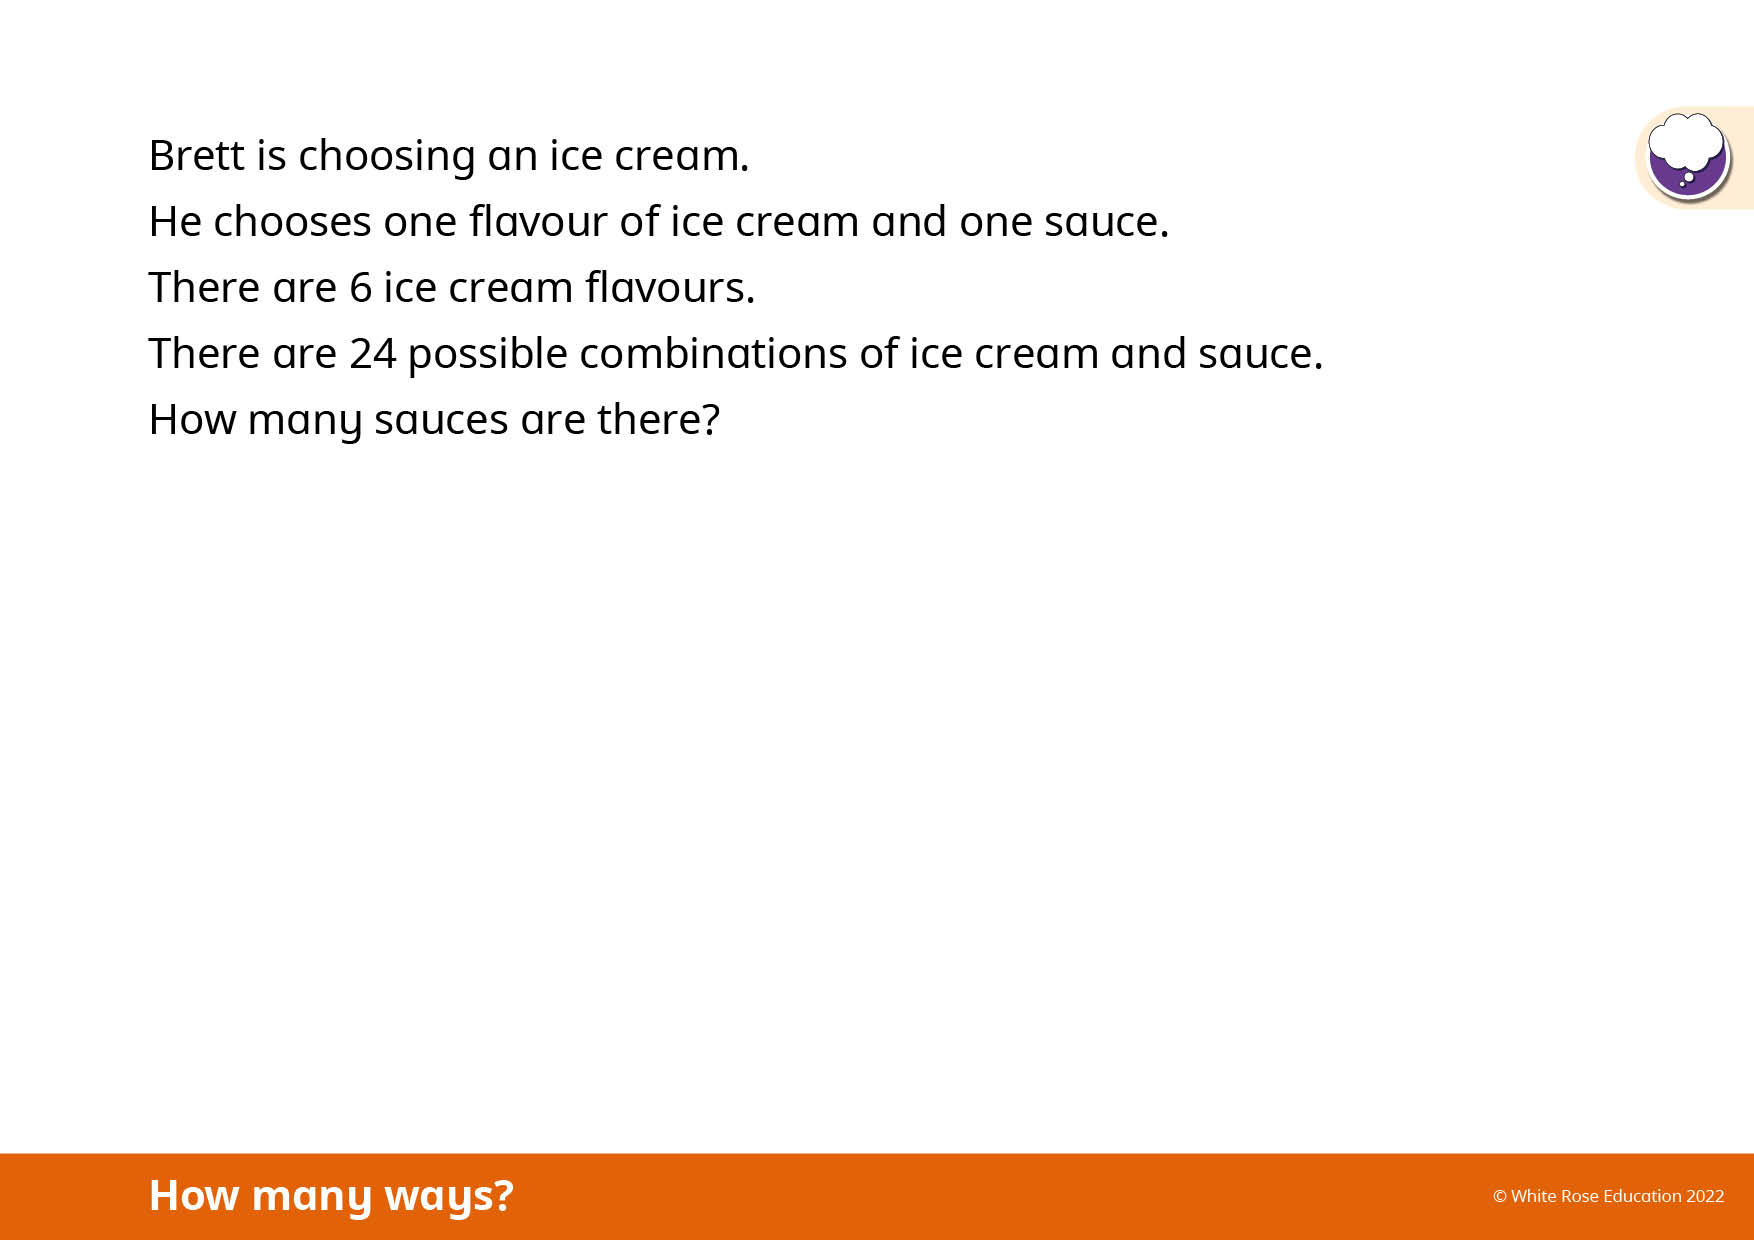 Brett is choosing an ice cream.
He chooses one flavour of ice cream and one sauce.
There are 6 ice cream flavours.
There are 24 possible combinations of ice cream and sauce.
How many sauces are there?
How many ways?
© White Rose Education 2022